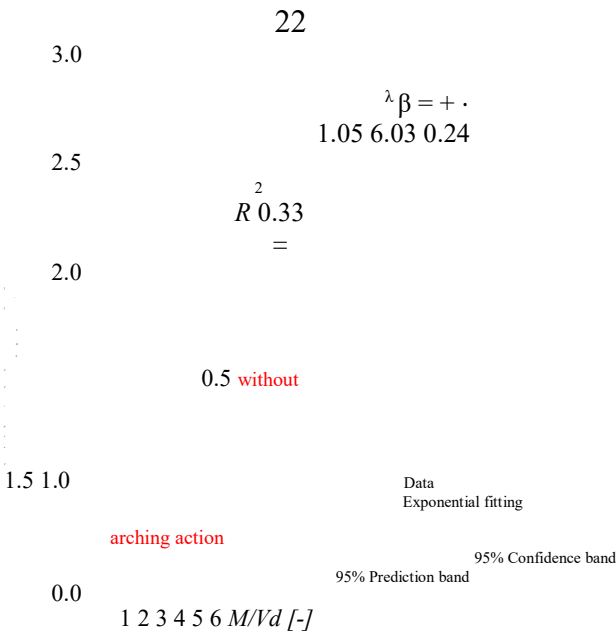 22
3.0
λ β = + ·
1.05 6.03 0.24
2.5
2
R 0.33
=
2.0
0.5 without
1.5 1.0
Data
Exponential fitting
arching action
95% Confidence band
95% Prediction band
0.0
1 2 3 4 5 6 M/Vd [-]